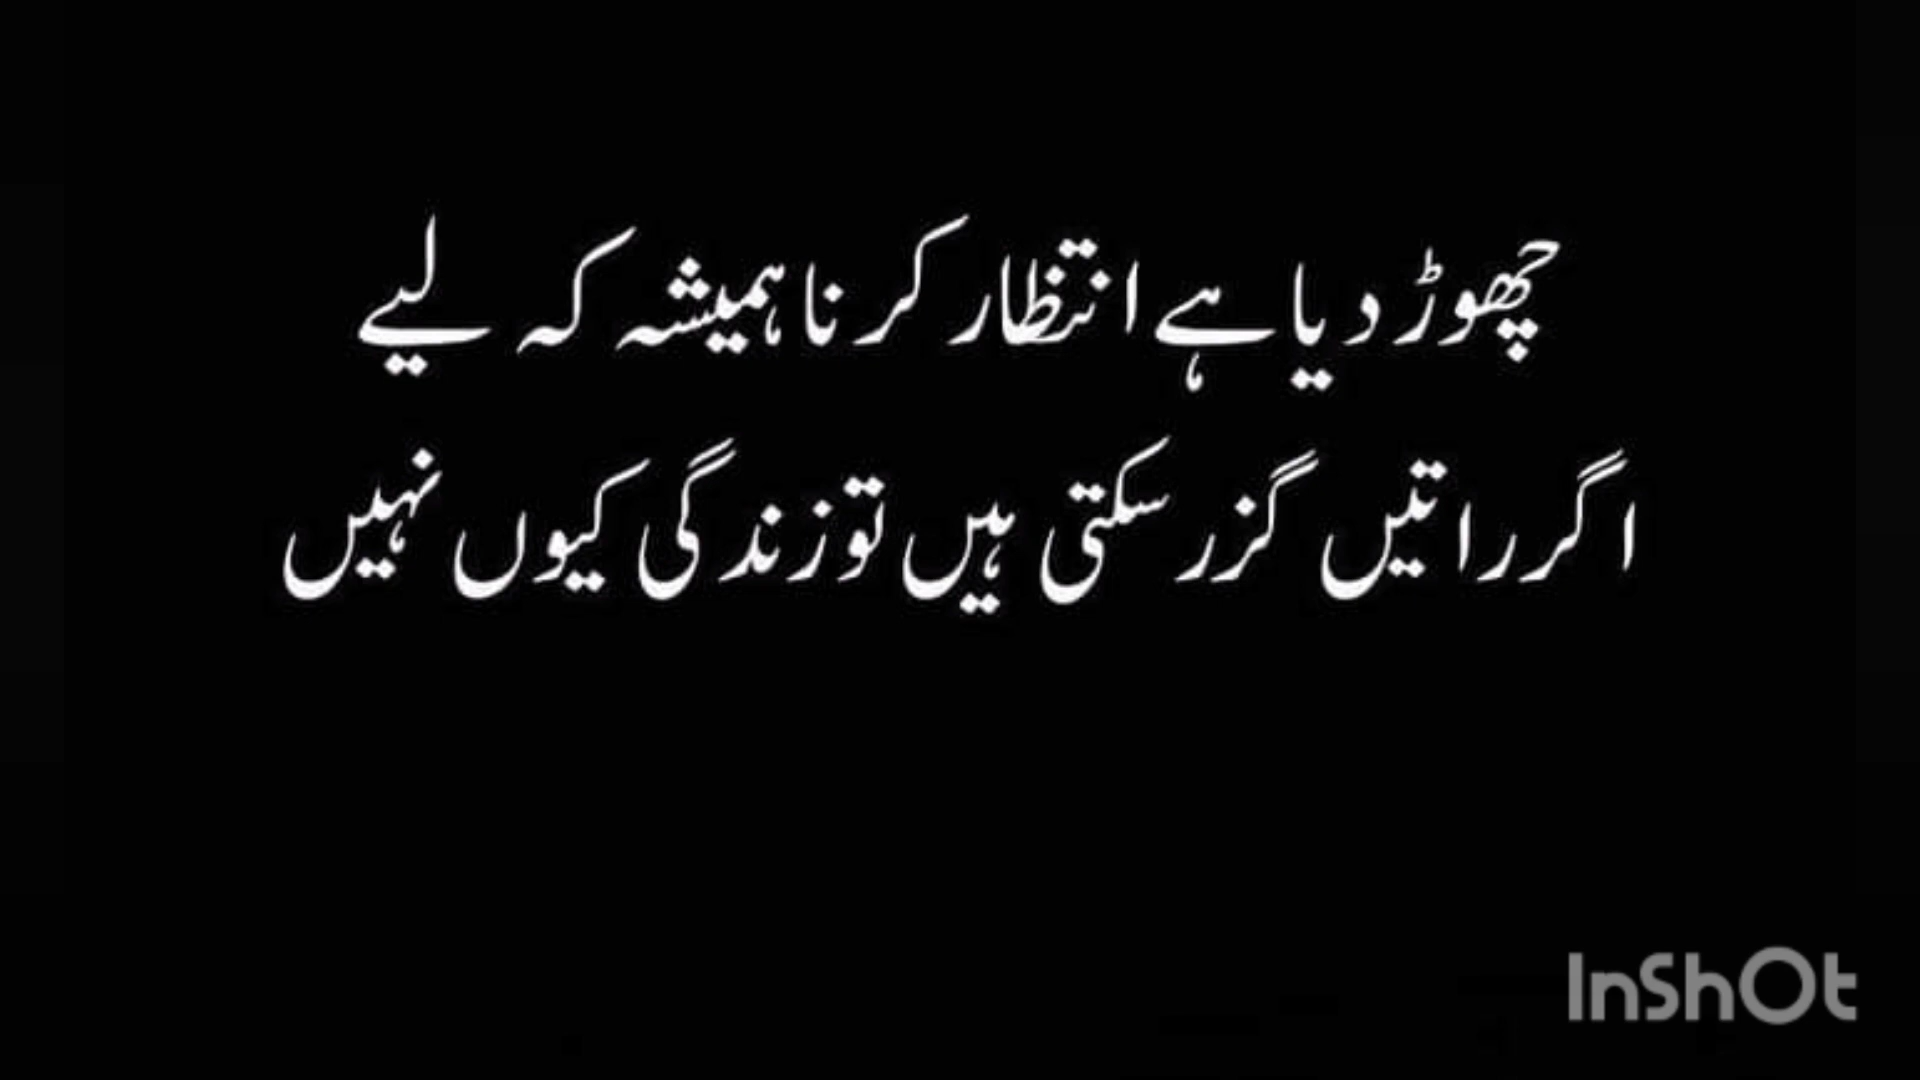 چھوڑ دیا ہے انتظار کرنا ہمیشہ کہ لیے
اگر راتیں گزر سکتی ہیں تو زندگی کیوں نہیں
InShOt